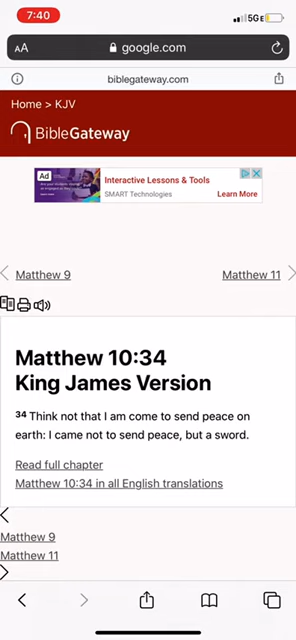 7:40
5GE
AA
google.com
biblegateway.com
Home > KJV
BibleGateway
Ad
Interactive Lessons & Tools
SMART Technologies
Learn More
Matthew 9
Matthew 11
Matthew 10:34
King James Version
34 Think not that I am come to send peace on
earth: I came not to send peace, but a sword.
Read full chapter
Matthew 10:34 in all English translations
Matthew 9
Matthew 11